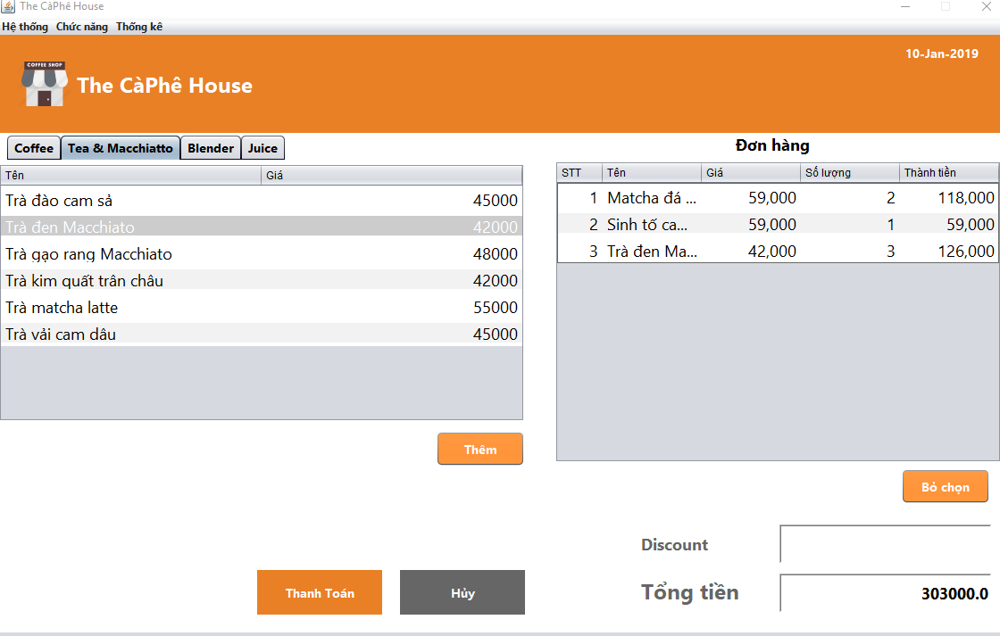 The CàPhê House
Hệ thống Chức năng Thống kê
10-Jan-2019
COFFEE SHOP
The CàPhê House
Coffee Tea & Macchiatto Blender Juice
Tên Giá
Trà đào cam sả 45000
Trà đen Macchiato 42000
Trà gạo rang Macchiato 48000
Trà kim quất trân châu 42000
Trà matcha latte 55000
Trà vải cam dâu 45000
Thêm
Đơn hàng
STT Tên Giá Số lượng Thành tiền
1 Matcha đá ... 59,000 2 118,000
2 Sinh tố ca... 59,000 1 59,000
3 Trà đen Ma... 42,000 3 126,000
Bỏ chọn
Discount
Tổng tiền 303000.0
Thanh Toán Hủy